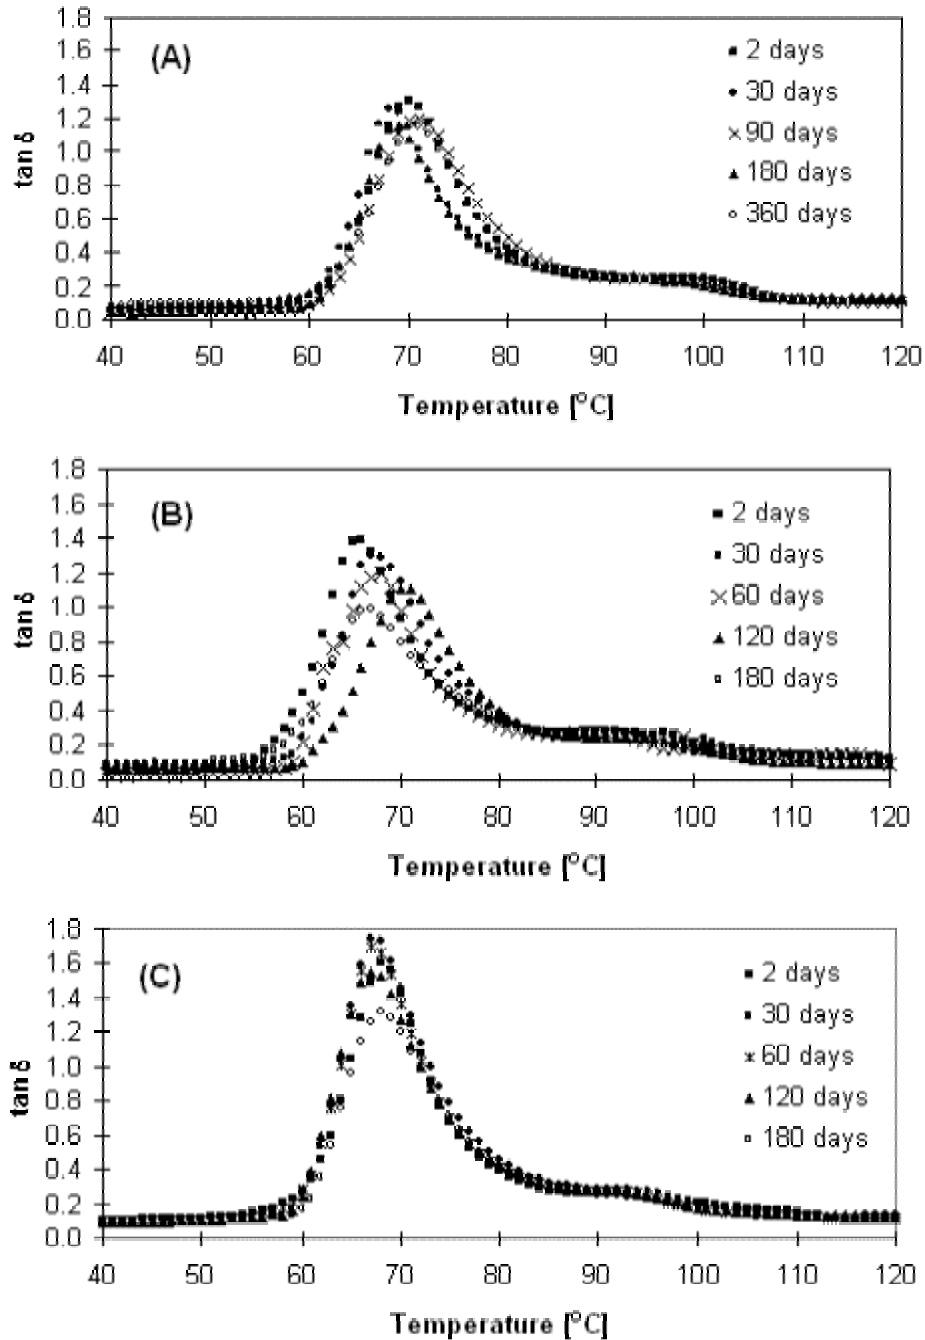 (A)
1.8
1.6
1.4
1.2
1.0
0.8
0.6
0.4
0.2
0.0
tan δ
2 days
30 days
90 days
180 days
360 days
40 50 60 70 80 90 100 110 120
Temperature [°C]
(B)
1.8
1.6
1.4
1.2
1.0
0.8
0.6
0.4
0.2
0.0
tan δ
2 days
30 days
60 days
120 days
180 days
40 50 60 70 80 90 100 110 120
Temperature [°C]
(C)
1.8
1.6
1.4
1.2
1.0
0.8
0.6
0.4
0.2
0.0
tan δ
2 days
30 days
60 days
120 days
180 days
40 50 60 70 80 90 100 110 120
Temperature [°C]